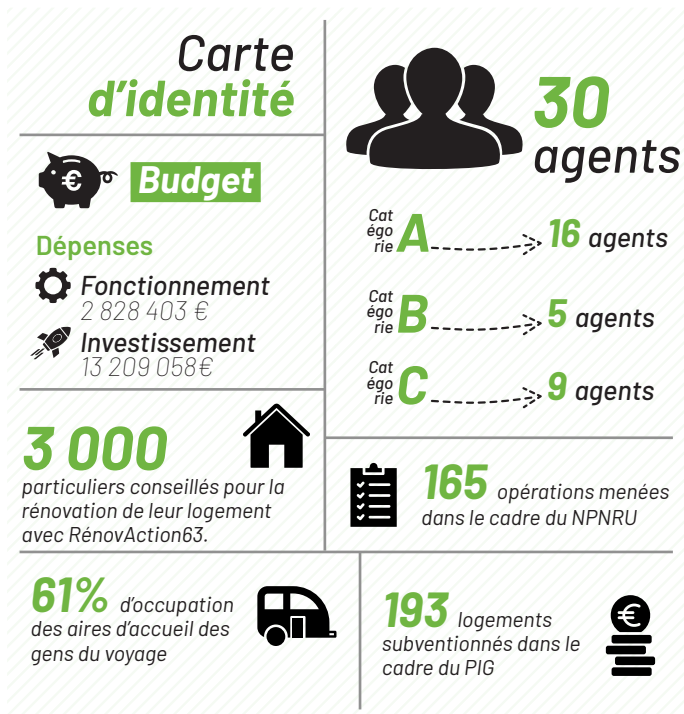 Carte
d'identité
€ Budget
Dépenses
Fonctionnement
2 828 403 €
Investissement
13 209 058€
30
agents
Cat
égo
rie A 16 agents
Cat
égo
rie B 5 agents
Cat
égo
rie C 9 agents
3 000
particuliers conseillés pour la
rénovation de leur logement
avec RénovAction63.
165 opérations menées
dans le cadre du NPNRU
61% d'occupation
des aires d'accueil des
gens du voyage
193 logements
subventionnés dans le
cadre du PIG
€